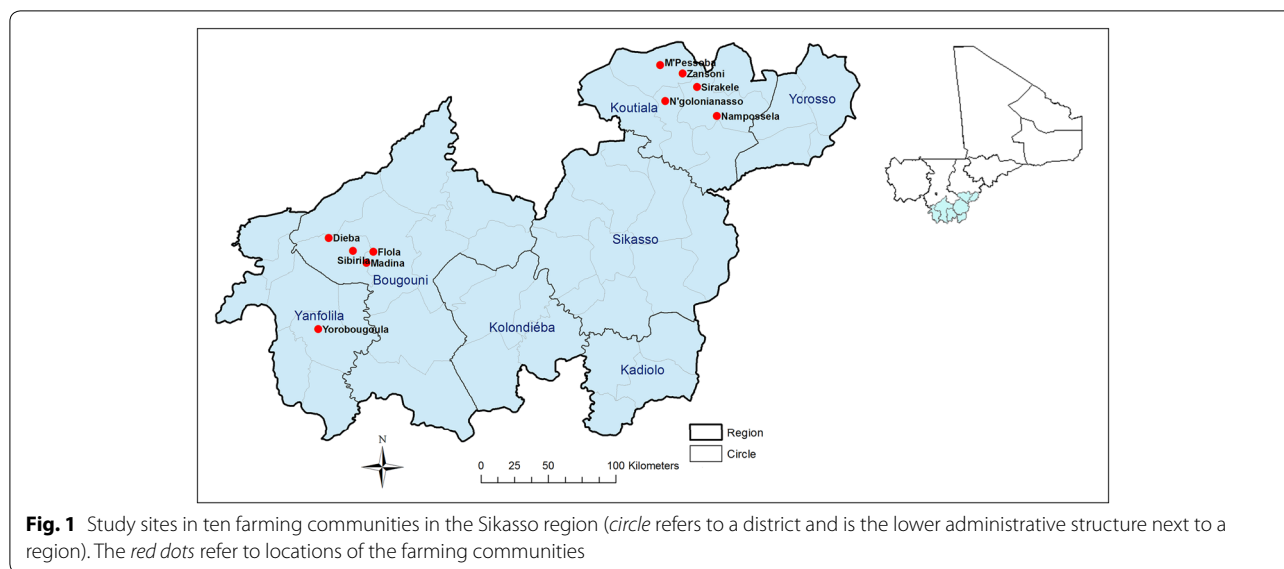 M'Pessoba
Zansoni
Sirakele
Koutiala
N'golonianasso
Yorosso
Nampossela
Dieba
Sikasso
Flola
Sibirila
Madina
Bougouni
Yanfolila
Kolondiéba
Yorobougoula
Kadiolo
Region
N
Circle
0 25 50 100 Kilometers
Fig. 1 Study sites in ten farming communities in the Sikasso region (circle refers to a district and is the lower administrative structure next to a
region). The red dots refer to locations of the farming communities